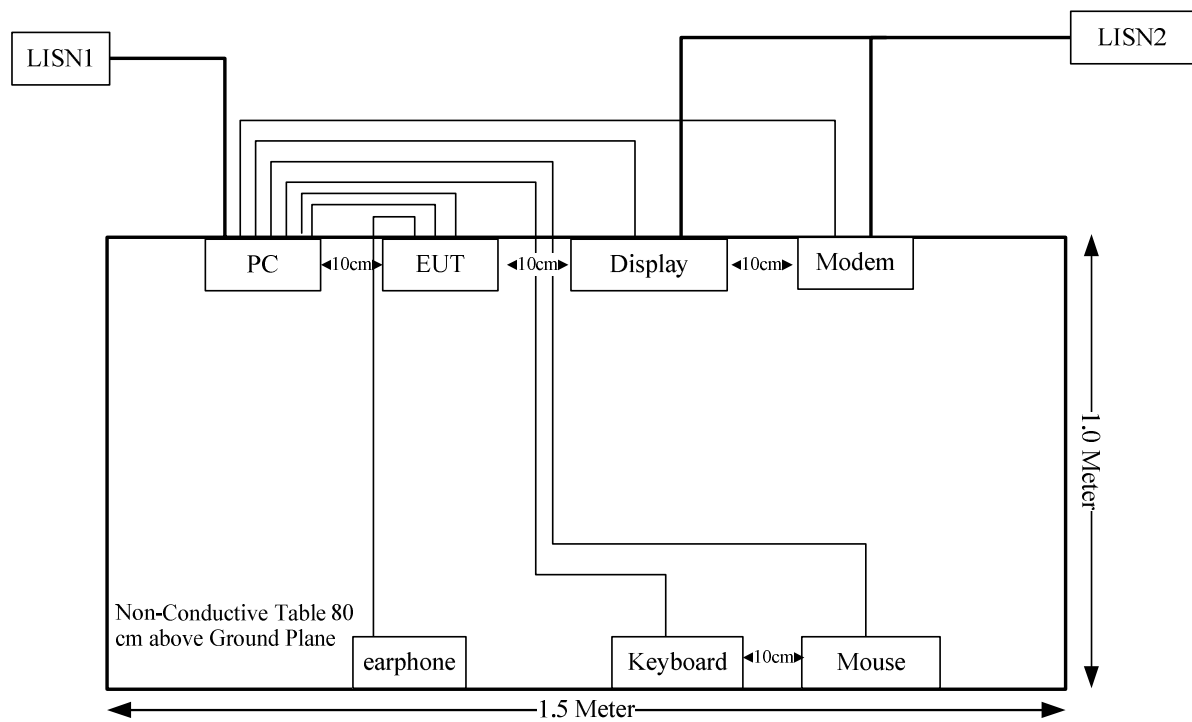 LISN1
LISN2
PC
10cm
EUT
10cm
Display
10cm
Modem
1.0 Meter
Non-Conductive Table 80
cm above Ground Plane
earphone
Keyboard
10cm
Mouse
1.5 Meter